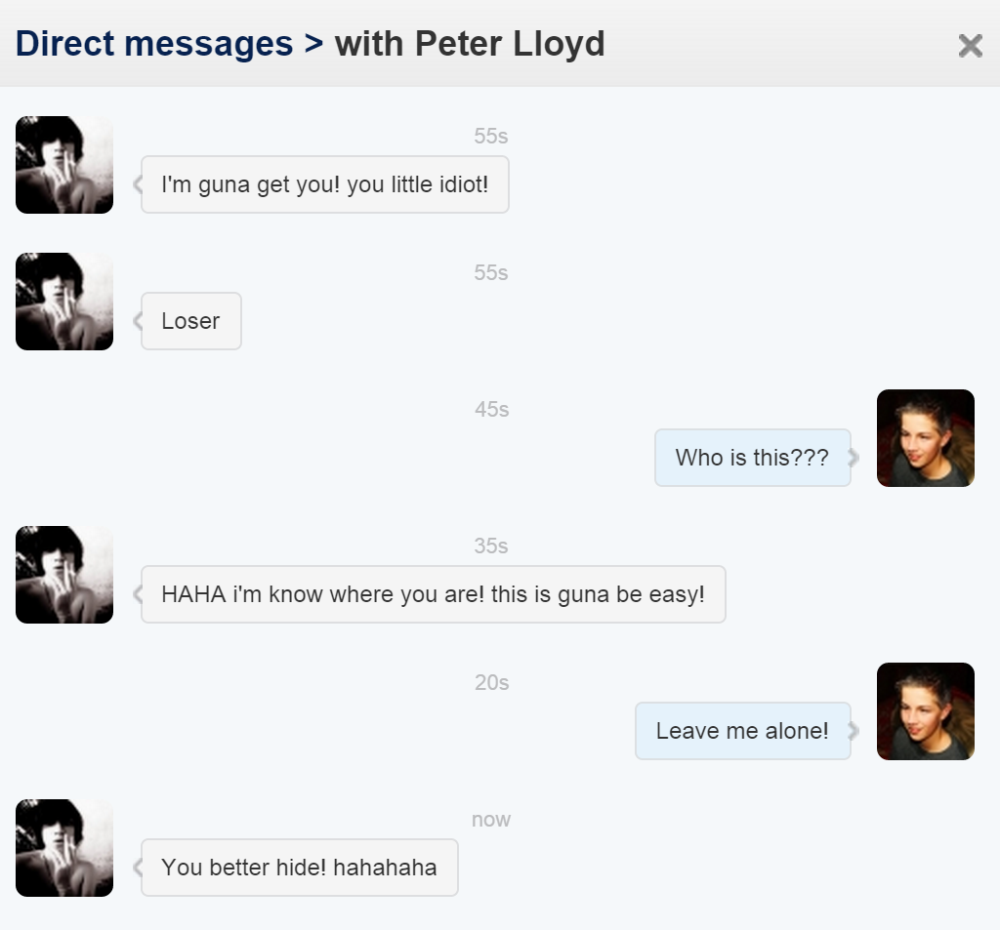 Direct messages > with Peter Lloyd
55s
I'm guna get you! you little idiot!
55s
Loser
45s
Who is this???
35s
HAHA i'm know where you are! this is guna be easy!
20s
Leave me alone!
now
You better hide! hahahaha